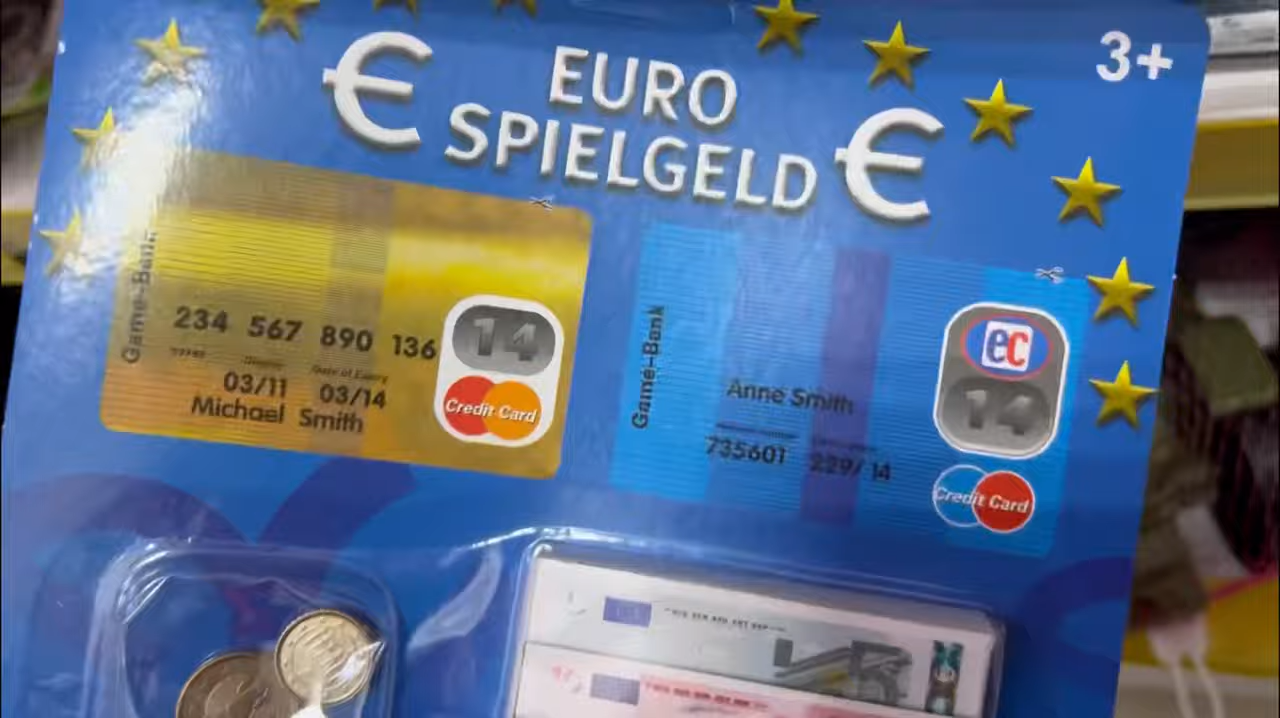 3+
€ EURO €
SPIELGELD
Game-Bank
234 567 890 136
14
03/11 03/14
Michael Smith
Credit Card
Game-Bank
ec
14
Anne Smith
735601 229/14
Credit Card